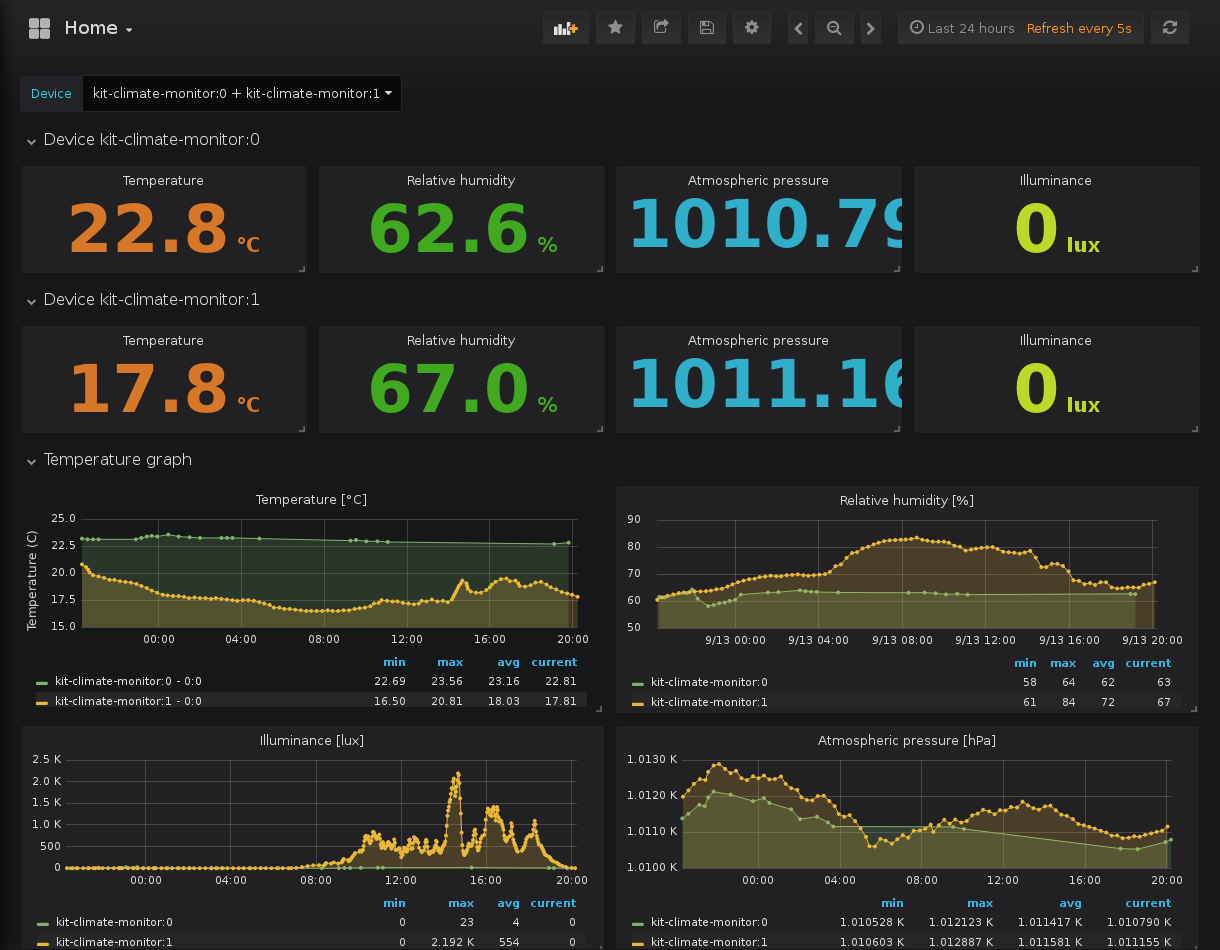 Home
Last 24 hours Refresh every 5s
Device kit-climate-monitor:0 + kit-climate-monitor:1
Device kit-climate-monitor:0
Temperature Relative humidity Atmospheric pressure Illuminance
22.8 °C 62.6 % 1010.79 0 lux
Device kit-climate-monitor:1
Temperature Relative humidity Atmospheric pressure Illuminance
17.8 °C 67.0 % 1011.16 0 lux
Temperature graph
Temperature [°C]
Temperature (C)
25.0
22.5
20.0
17.5
15.0
00:00 04:00 08:00 12:00 16:00 20:00
min max avg current
kit-climate-monitor:0 - 0:0 22.69 23.56 23.16 22.81
kit-climate-monitor:1 - 0:0 16.50 20.81 18.03 17.81
Relative humidity [%]
90
80
70
60
50
9/13 00:00 9/13 04:00 9/13 08:00 9/13 12:00 9/13 16:00 9/13 20:00
min max avg current
kit-climate-monitor:0 58 64 62 63
kit-climate-monitor:1 61 84 72 67
Illuminance [lux]
2.5 K
2.0 K
1.5 K
1.0 K
500
0
00:00 04:00 08:00 12:00 16:00 20:00
min max avg current
kit-climate-monitor:0 0 23 4 0
kit-climate-monitor:1 0 2.192 K 554 0
Atmospheric pressure [hPa]
1.0130 K
1.0120 K
1.0110 K
1.0100 K
00:00 04:00 08:00 12:00 16:00 20:00
min max avg current
kit-climate-monitor:0 1.010528 K 1.012123 K 1.011417 K 1.010790 K
kit-climate-monitor:1 1.010603 K 1.012887 K 1.011581 K 1.011155 K